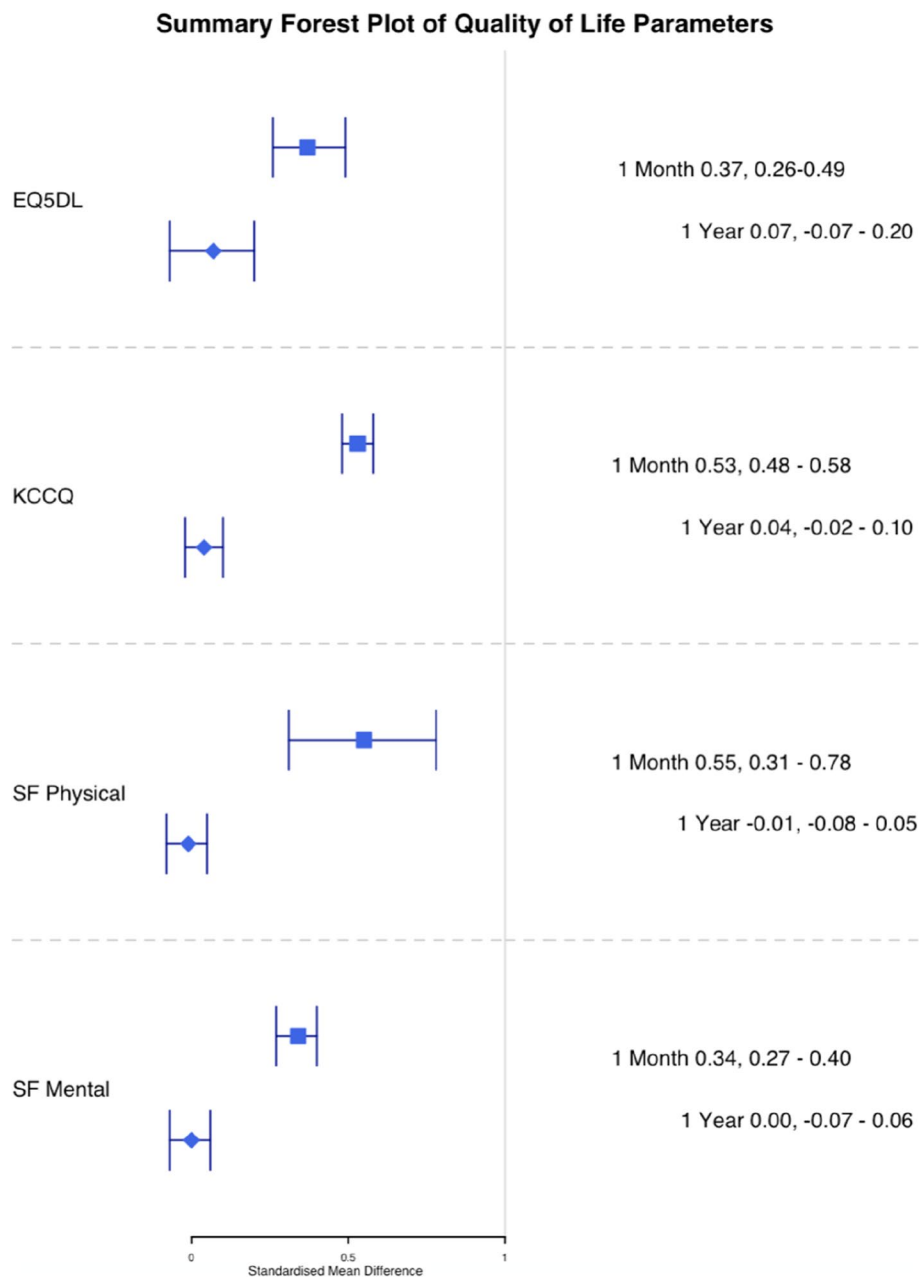 Summary Forest Plot of Quality of Life Parameters
EQ5DL
1 Month 0.37, 0.26-0.49
1 Year 0.07, -0.07 - 0.20
KCCQ
1 Month 0.53, 0.48 - 0.58
1 Year 0.04, -0.02 - 0.10
SF Physical
1 Month 0.55, 0.31 - 0.78
1 Year -0.01, -0.08 - 0.05
SF Mental
1 Month 0.34, 0.27 - 0.40
1 Year 0.00, -0.07 - 0.06
0 0.5 1
Standardised Mean Difference